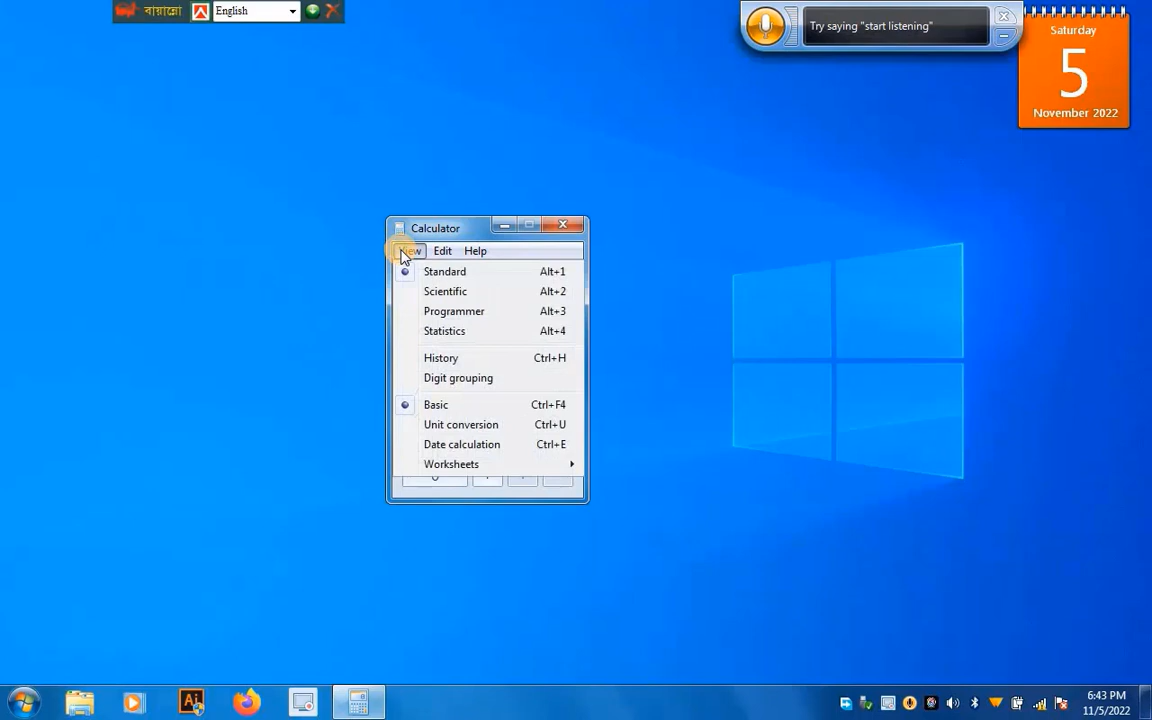 বায়ান্নো
English
Try saying "start listening"
Saturday
5
November 2022
Calculator
View Edit Help
Standard Alt+1
Scientific Alt+2
Programmer Alt+3
Statistics Alt+4
History Ctrl+H
Digit grouping
Basic Ctrl+F4
Unit conversion Ctrl+U
Date calculation Ctrl+E
Worksheets
0
Ai
6:43 PM
11/5/2022